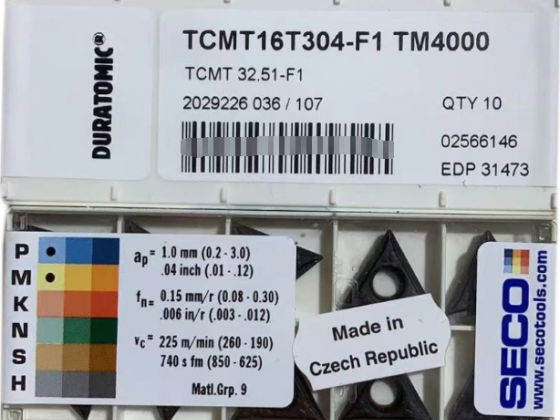 DURATOMIC®
TCMT16T304-F1 TM4000
TCMT 32.51-F1
2029226 036 / 107
QTY 10
02566146
EDP 31473
P
M
K
N
S
H
ap = 1.0 mm (0.2 - 3.0)
.04 inch (.01 - .12)
fn = 0.15 mm/r (0.08 - 0.30)
.006 in/r (.003 - .012)
vc = 225 m/min (260 - 190)
740 s fm (850 - 625)
Matl.Grp. 9
Made in
Czech Republic
SECO
www.secotools.com